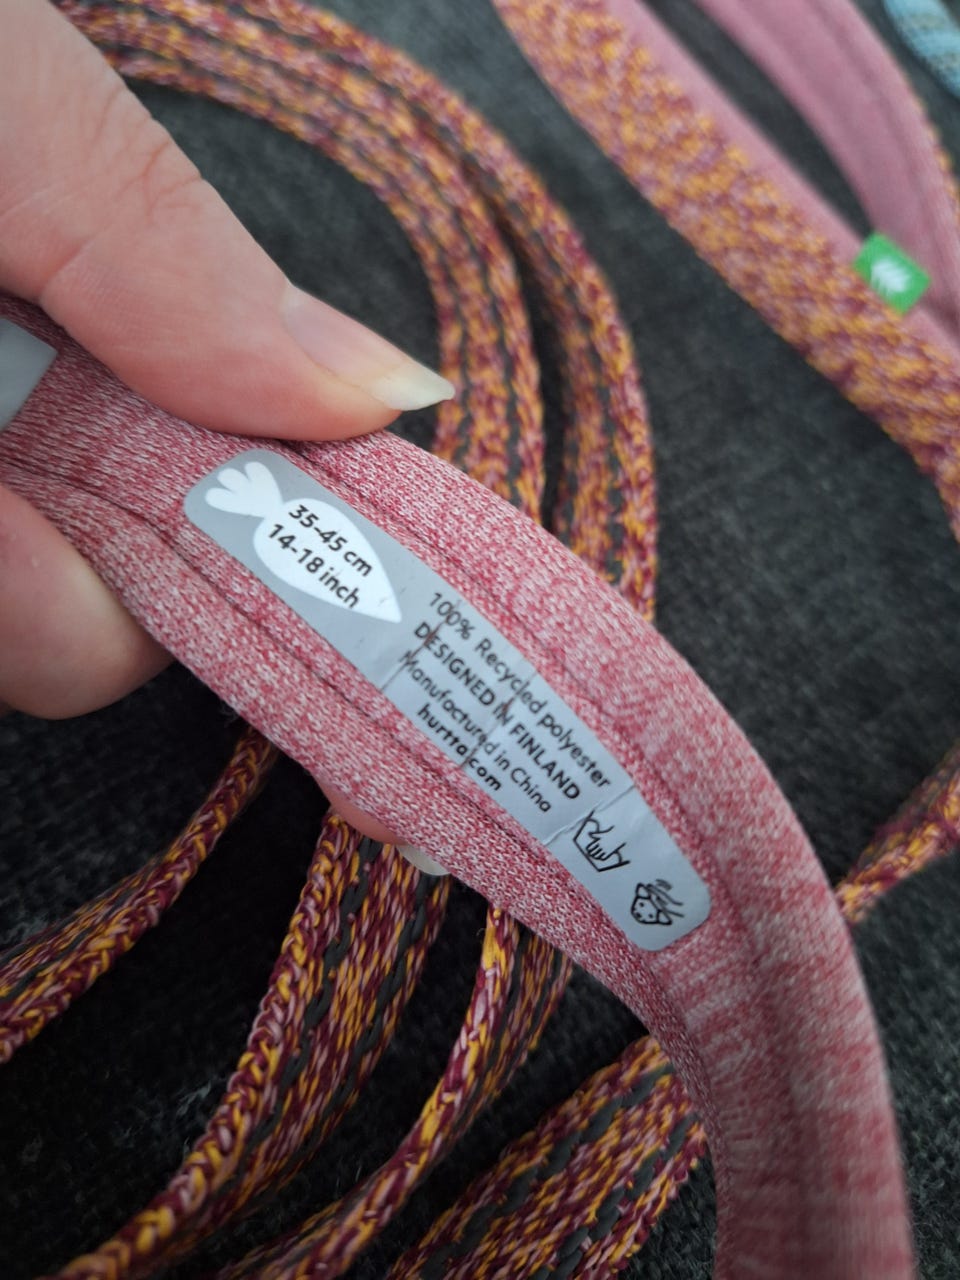 35-45 cm
14-18 inch
100% Recycled polyester
DESIGNED IN FINLAND
Manufactured in China
hurtta.com